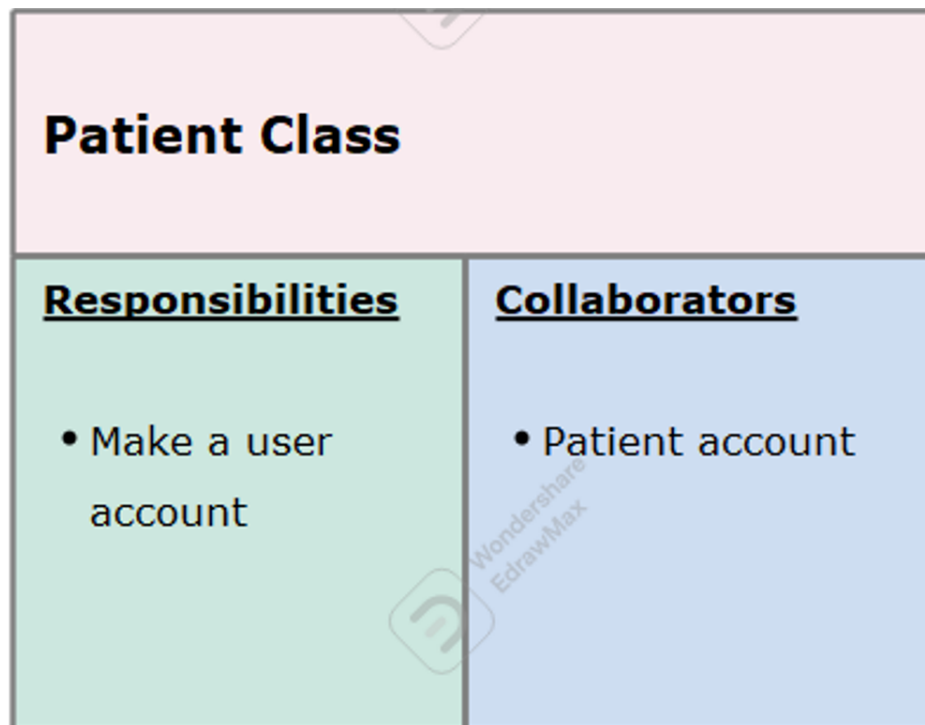 Patient Class
Responsibilities
• Make a user
account
Collaborators
• Patient account
Wondershare
EdrawMax